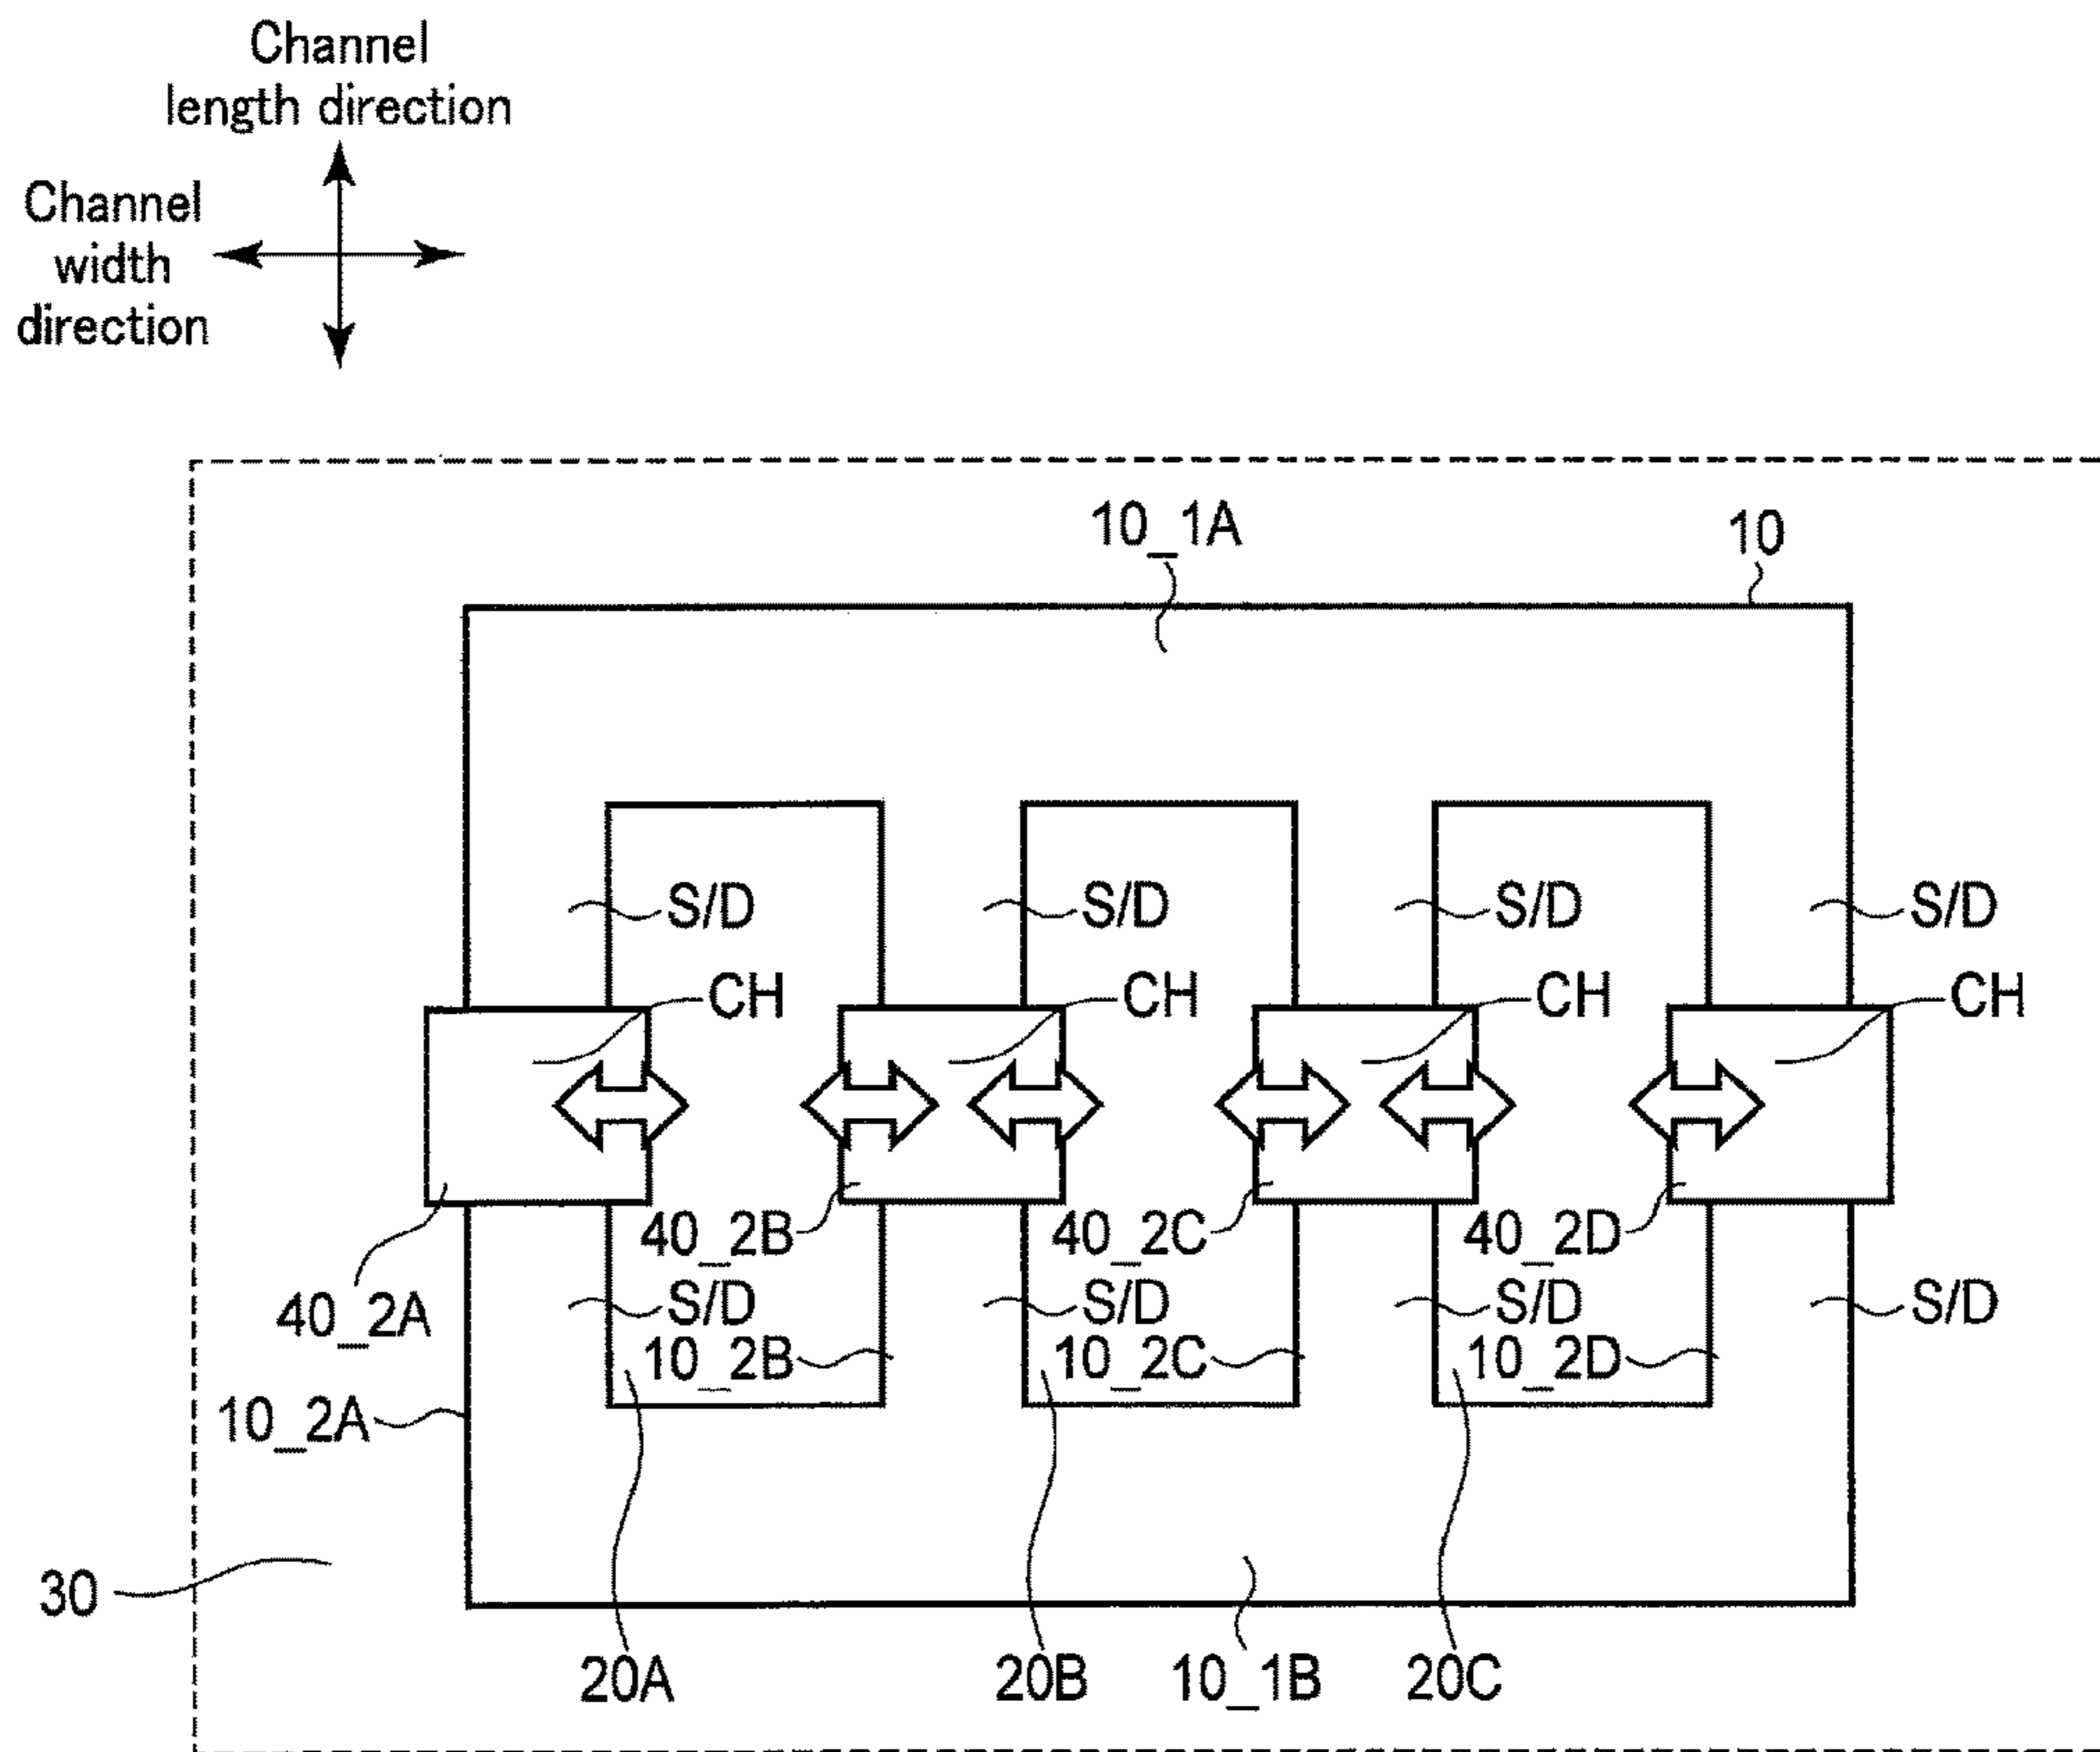 Channel
length direction
Channel
width
direction
10_1A
10
S/D
S/D
S/D
S/D
CH
CH
CH
CH
40_2B
40_2C
40_2D
40_2A
S/D
S/D
S/D
S/D
10_2B
10_2C
10_2D
10_2A
30
20A
20B
10_1B
20C